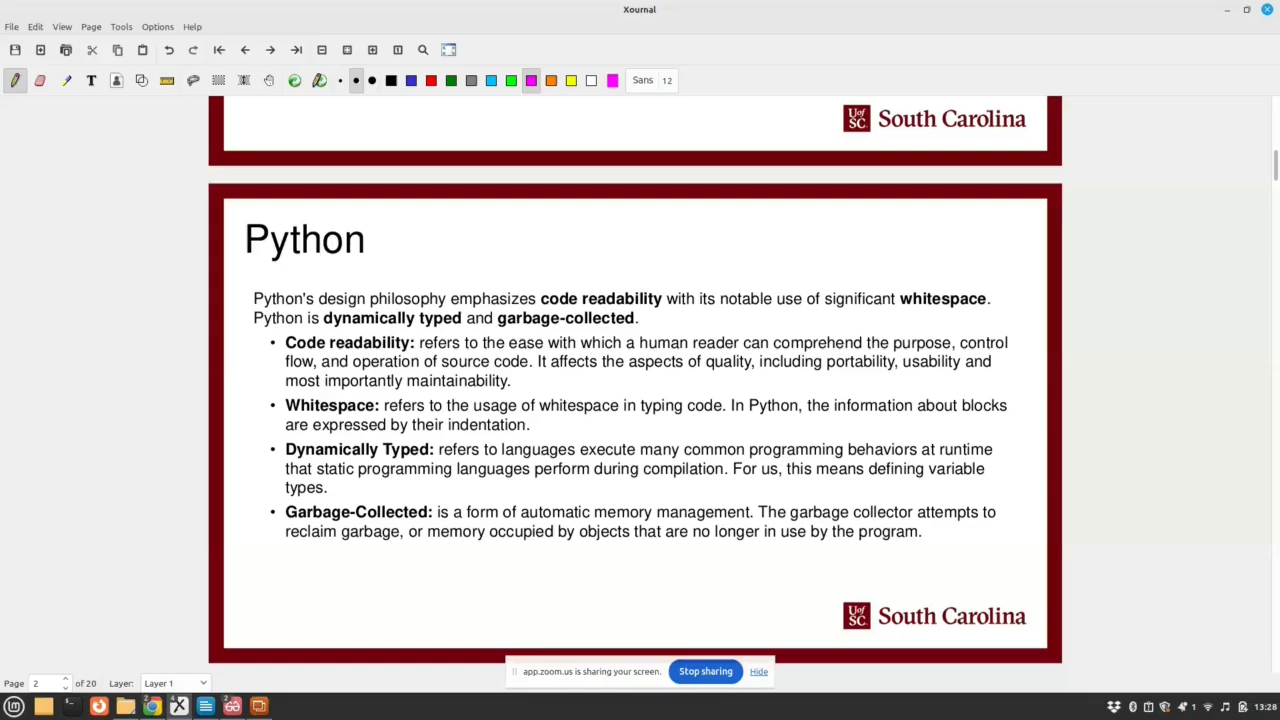 Xournal
File Edit View Page Tools Options Help
Sans 12
UofSC South Carolina
Python
Python's design philosophy emphasizes code readability with its notable use of significant whitespace.
Python is dynamically typed and garbage-collected.
• Code readability: refers to the ease with which a human reader can comprehend the purpose, control
flow, and operation of source code. It affects the aspects of quality, including portability, usability and
most importantly maintainability.
• Whitespace: refers to the usage of whitespace in typing code. In Python, the information about blocks
are expressed by their indentation.
• Dynamically Typed: refers to languages execute many common programming behaviors at runtime
that static programming languages perform during compilation. For us, this means defining variable
types.
• Garbage-Collected: is a form of automatic memory management. The garbage collector attempts to
reclaim garbage, or memory occupied by objects that are no longer in use by the program.
UofSC South Carolina
app.zoom.us is sharing your screen. Stop sharing Hide
2 of 20 Layer: Layer 1
2 2 1 13:28